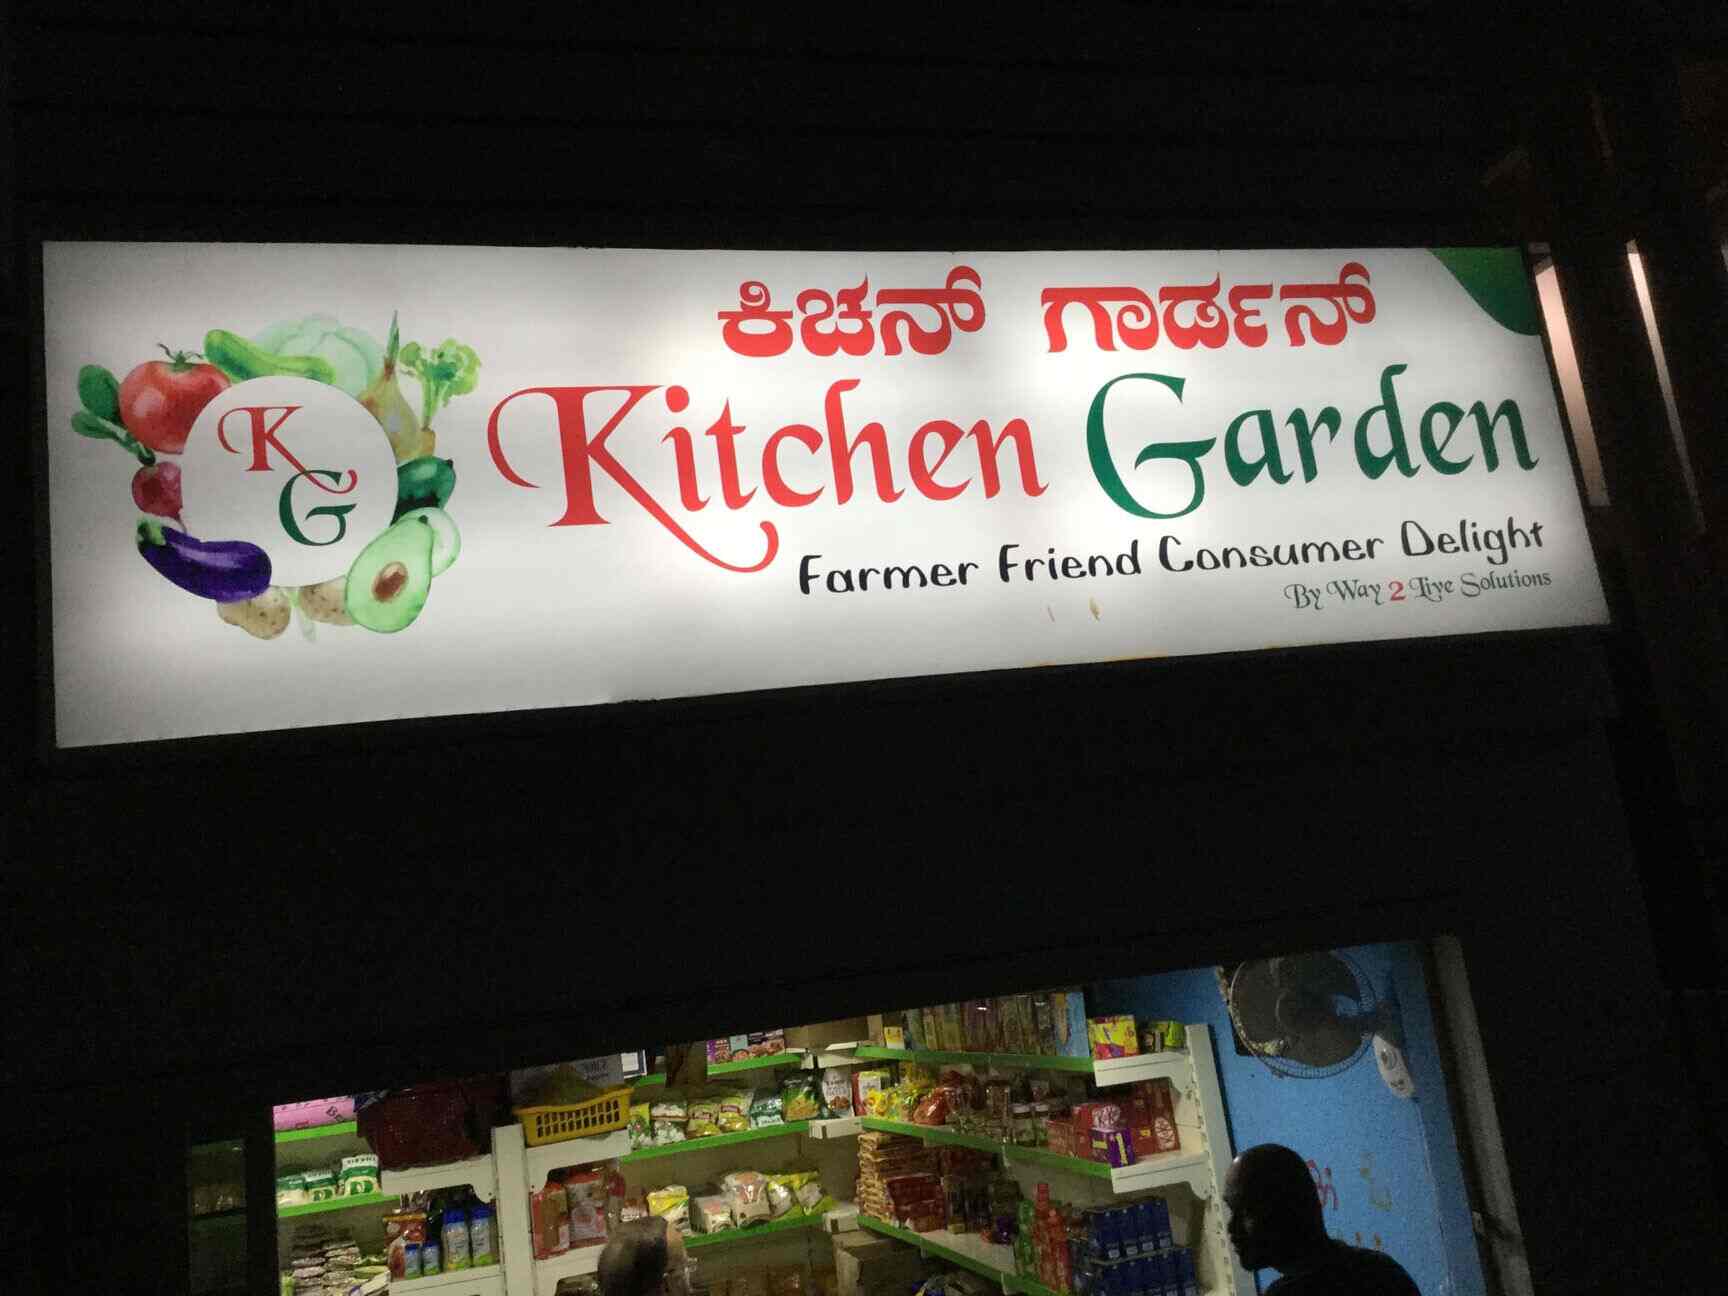 ಕಿಚನ್ ಗಾರ್ಡನ್
K G
Kitchen Garden
Farmer Friend Consumer Delight
By Way 2 Live Solutions